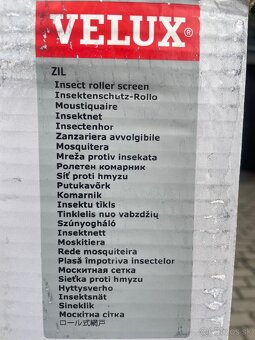 VELUX®
ZIL
Insect roller screen
Insektenschutz-Rollo
Moustiquaire
Insektnet
Insectenhor
Zanzariera avvolgibile
Mosquitera
Mreža protiv insekata
Ролетен комарник
Síť proti hmyzu
Putukavõrk
Komarnik
Insektu tīkls
Tinklelis nuo vabzdžių
Szúnyogháló
Insektnett
Moskitiera
Rede mosquiteira
Plasă împotriva insectelor
Москитная сетка
Sieťka proti hmyzu
Hyttysverho
Insektsnät
Sineklik
Москітна сітка
ロール式網戸